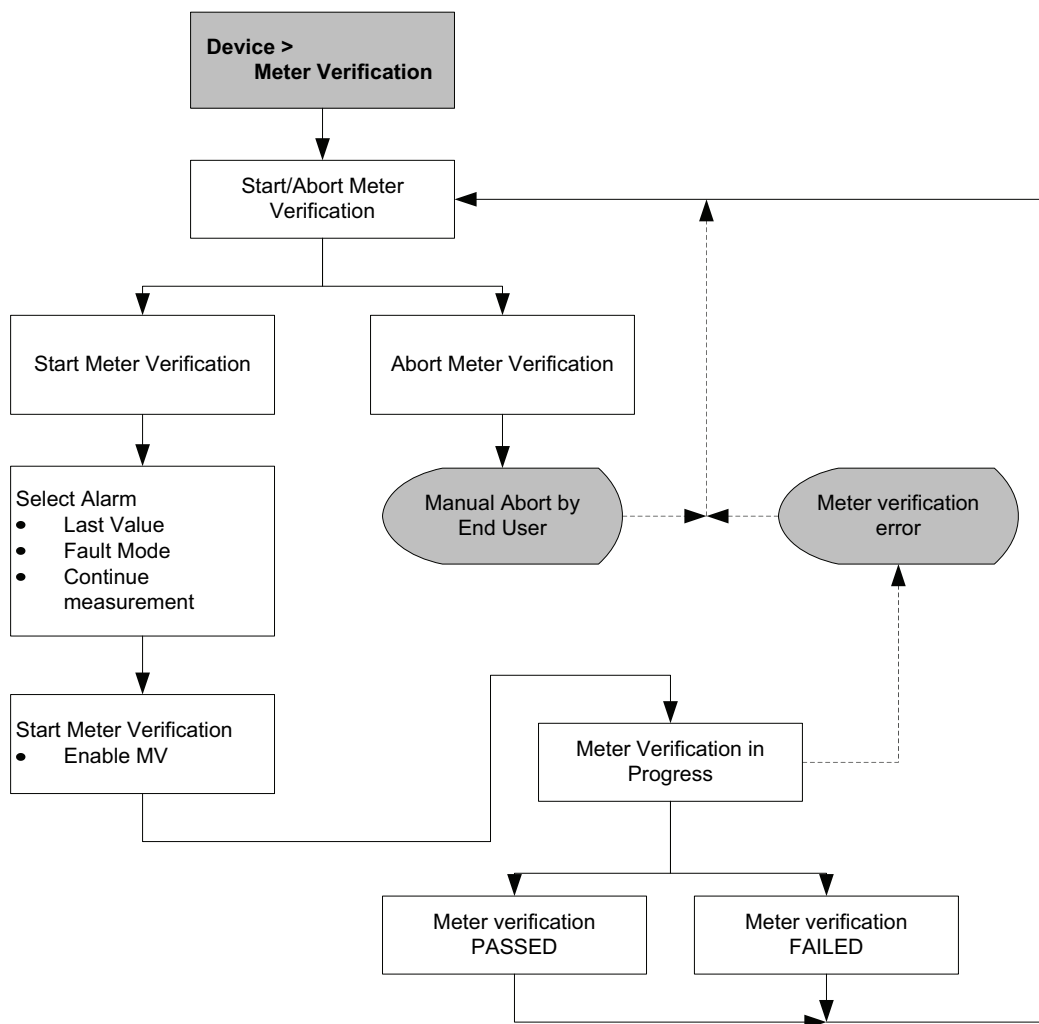 Device >
Meter Verification
Start/Abort Meter
Verification
Start Meter Verification
Abort Meter Verification
Select Alarm
• Last Value
• Fault Mode
• Continue
measurement
Manual Abort by
End User
Meter verification
error
Start Meter Verification
• Enable MV
Meter Verification in
Progress
Meter verification
PASSED
Meter verification
FAILED